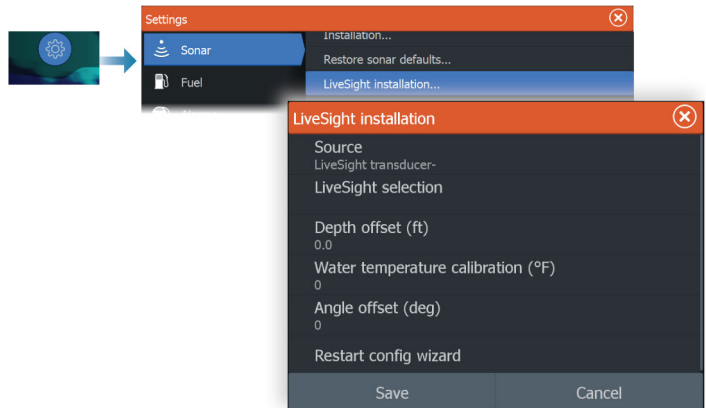 Settings
Sonar
Fuel
Installation...
Restore sonar defaults...
LiveSight installation...
LiveSight installation
Source
LiveSight transducer-
LiveSight selection
Depth offset (ft)
0.0
Water temperature calibration (°F)
0
Angle offset (deg)
0
Restart config wizard
Save
Cancel